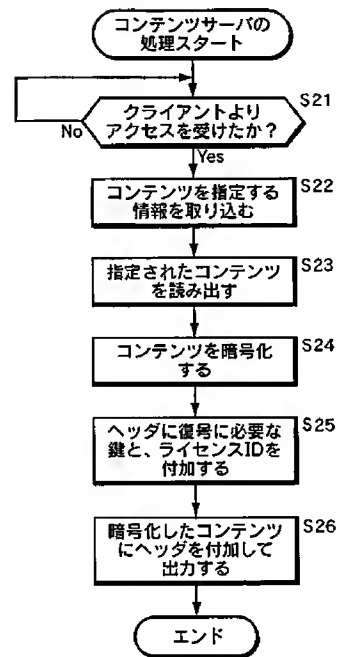 コンテンツサーバの
処理スタート
S21
クライアントより
アクセスを受けたか?
No
Yes
S22
コンテンツを指定する
情報を取り込む
S23
指定されたコンテンツ
を読み出す
S24
コンテンツを暗号化
する
S25
ヘッダに復号に必要な
鍵と、ライセンスIDを
付加する
S26
暗号化したコンテンツ
にヘッダを付加して
出力する
エンド